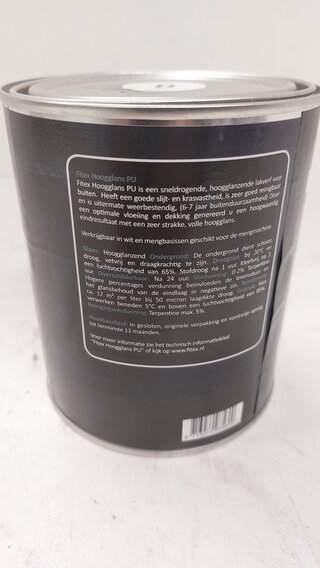 Fitex Hoogglans PU
Fitex Hoogglans PU is een sneldrogende, hoogglanzende lakverf voor
buiten. Heeft een goede slijt- en krasvastheid, is zeer goed reinigbaar
en is uitermate weerbestendig, (6-7 jaar buitenduurzaamheid) Door
een optimale vloeiing en dekking genereerd u een hoogwaardig
eindresultaat met een zeer strakke, volle hoogglans.
Verkrijgbaar in wit en mengbasissen geschikt voor de mengmachine.
Glans: Hoogglanzend Ondergrond: De ondergrond dient schoon,
droog, vetvrij en draagkrachtig te zijn. Droogtijd: bij 20°C en
een luchtvochtigheid van 65%. Stofdroog na 1 uur. Kleefvrij na 3
uur. Overschilderbaar: Na 24 uur. Verdunning: 0-2% Terpentine.
Hogere percentages verdunning beïnvloeden de levensduur en
het glansbehoud van de eindlaag in negatieve zin.
ca. 12 m² per liter bij 50 micron laagdikte droog.
verwerken beneden 5°C en boven een luchtvochtigheid van 85%.
Reinigingsverdunning: Terpentine max. 5%.
Houdbaarheid: In gesloten, originele verpakking en vorstvrije opslag
tot tenminste 12 maanden.
Voor meer informatie zie het technisch informatieblad
"Fitex Hoogglans PU" of kijk op www.fitex.nl